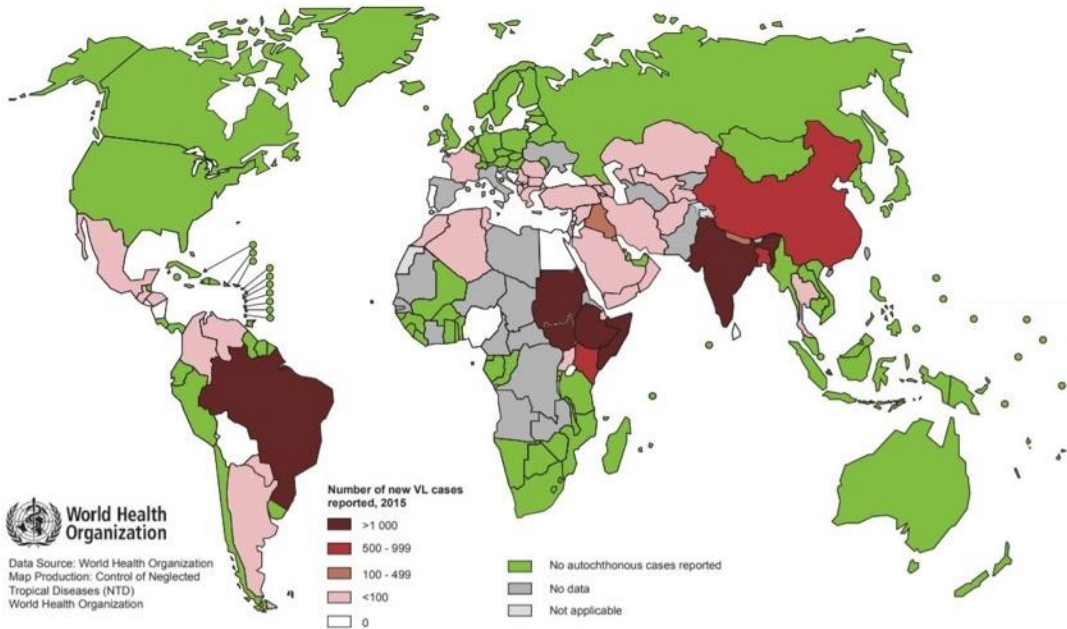 World Health
Organization
Data Source: World Health Organization
Map Production: Control of Neglected
Tropical Diseases (NTD)
World Health Organization
Number of new VL cases
reported, 2015
>1 000
500 - 999
100 - 499
<100
0
No autochthonous cases reported
No data
Not applicable